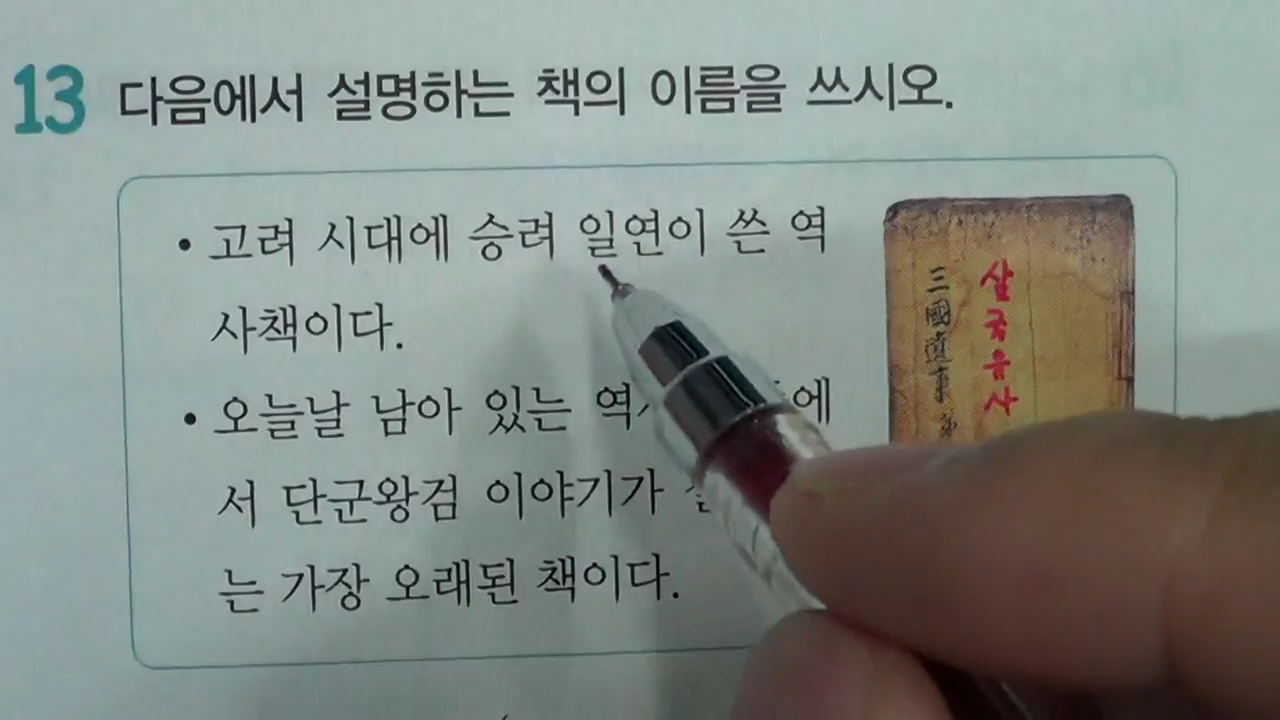 13 다음에서 설명하는 책의 이름을 쓰시오.
• 고려 시대에 승려 일연이 쓴 역
사책이다.
• 오늘날 남아 있는 에
서 단군왕검 이야기가
는 가장 오래된 책이다.
삼국유사
三國遺事